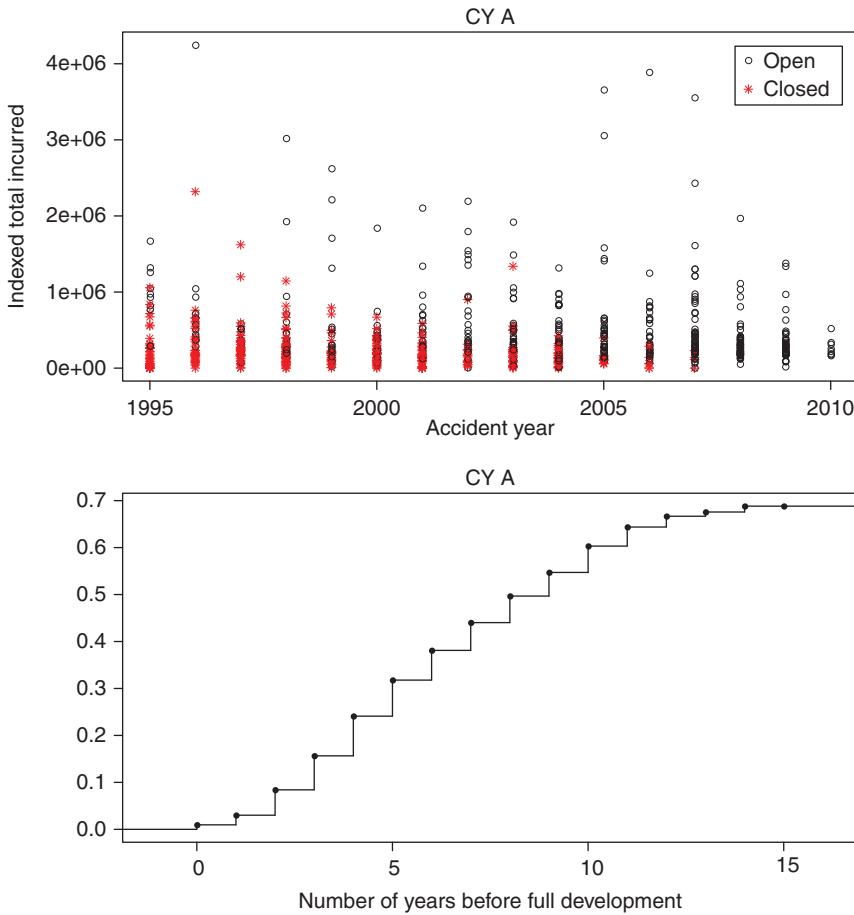 CY A
Open
Closed
Indexed total incurred
4e+06
3e+06
2e+06
1e+06
0e+00
1995
2000
2005
2010
Accident year
CY A
0.7
0.6
0.5
0.4
0.3
0.2
0.1
0.0
0
5
10
15
Number of years before full development